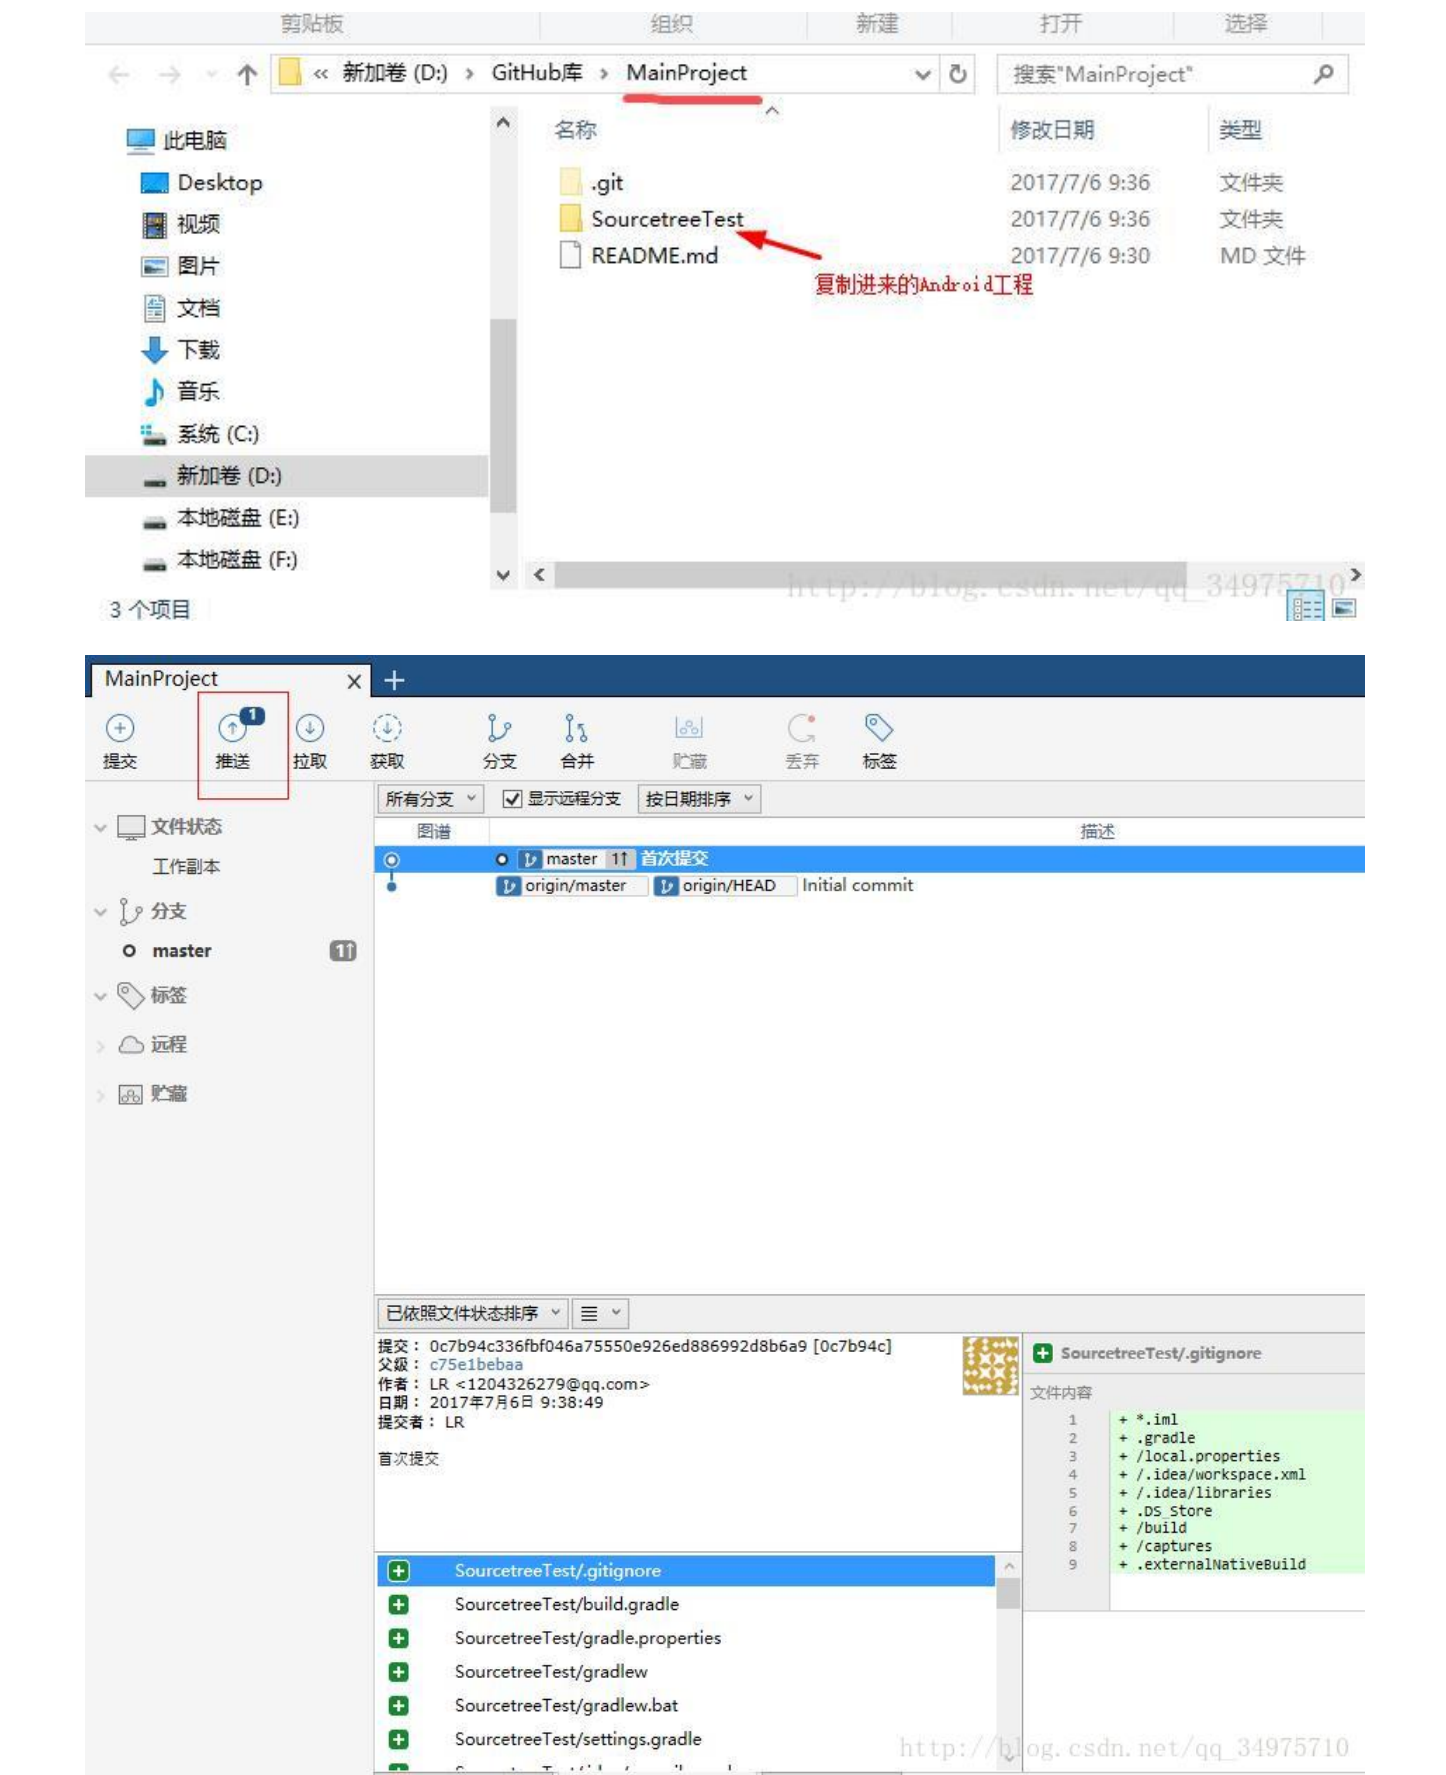 剪贴板 组织 新建 打开 选择
« 新加卷 (D:) › GitHub库 › MainProject 搜索"MainProject"
名称 修改日期 类型
此电脑
Desktop
视频
图片
文档
下载
音乐
系统 (C:)
新加卷 (D:)
本地磁盘 (E:)
本地磁盘 (F:)
.git 2017/7/6 9:36 文件夹
SourcetreeTest 2017/7/6 9:36 文件夹
README.md 2017/7/6 9:30 MD 文件
复制进来的Android工程
http://blog.csdn.net/qq_34975710
3 个项目
MainProject
1
提交 推送 拉取 获取 分支 合并 贮藏 丢弃 标签
所有分支 显示远程分支 按日期排序
图谱 描述
master 1↑ 首次提交
origin/master origin/HEAD Initial commit
文件状态
工作副本
分支
master 1↑
标签
远程
贮藏
已依照文件状态排序
提交： 0c7b94c336fbf046a75550e926ed886992d8b6a9 [0c7b94c]
父级： c75e1bebaa
作者： LR <1204326279@qq.com>
日期： 2017年7月6日 9:38:49
提交者： LR
首次提交
SourcetreeTest/.gitignore
文件内容
1 + *.iml
2 + .gradle
3 + /local.properties
4 + /.idea/workspace.xml
5 + /.idea/libraries
6 + .DS_Store
7 + /build
8 + /captures
9 + .externalNativeBuild
SourcetreeTest/.gitignore
SourcetreeTest/build.gradle
SourcetreeTest/gradle.properties
SourcetreeTest/gradlew
SourcetreeTest/gradlew.bat
SourcetreeTest/settings.gradle
http://blog.csdn.net/qq_34975710